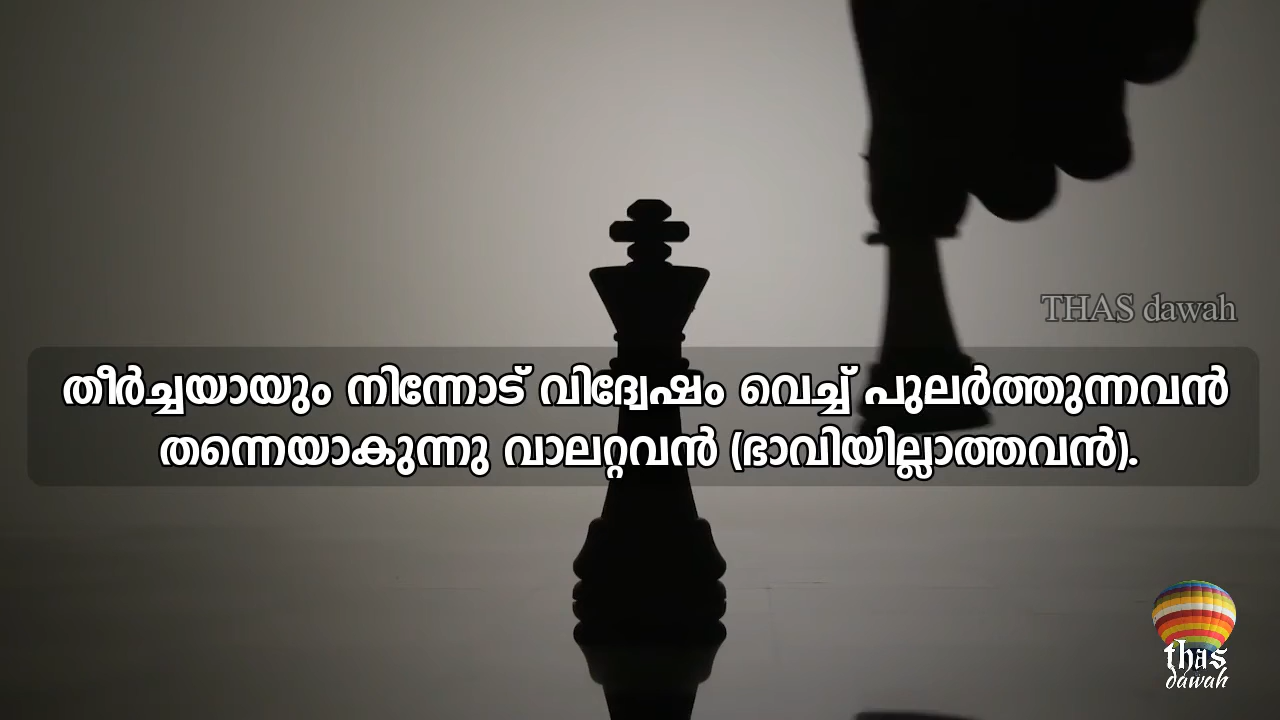 THAS dawah
തീർച്ചയായും നിന്നോട് വിദ്വേഷം വെച്ച് പുലർത്തുന്നവൻ
തന്നെയാകുന്നു വാലറ്റവൻ (ഭാവിയില്ലാത്തവൻ).
thas
dawah